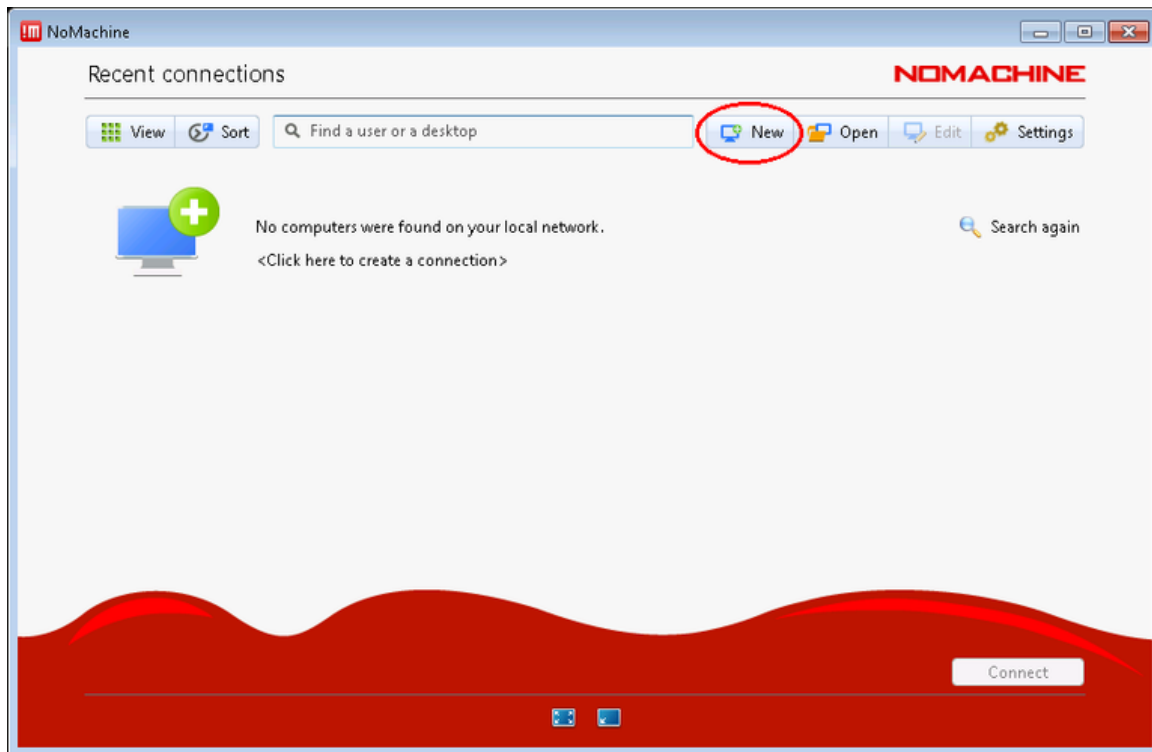 NoMachine
Recent connections
NOMACHINE
View
Sort
Find a user or a desktop
New
Open
Edit
Settings
No computers were found on your local network.
Search again
<Click here to create a connection>
Connect